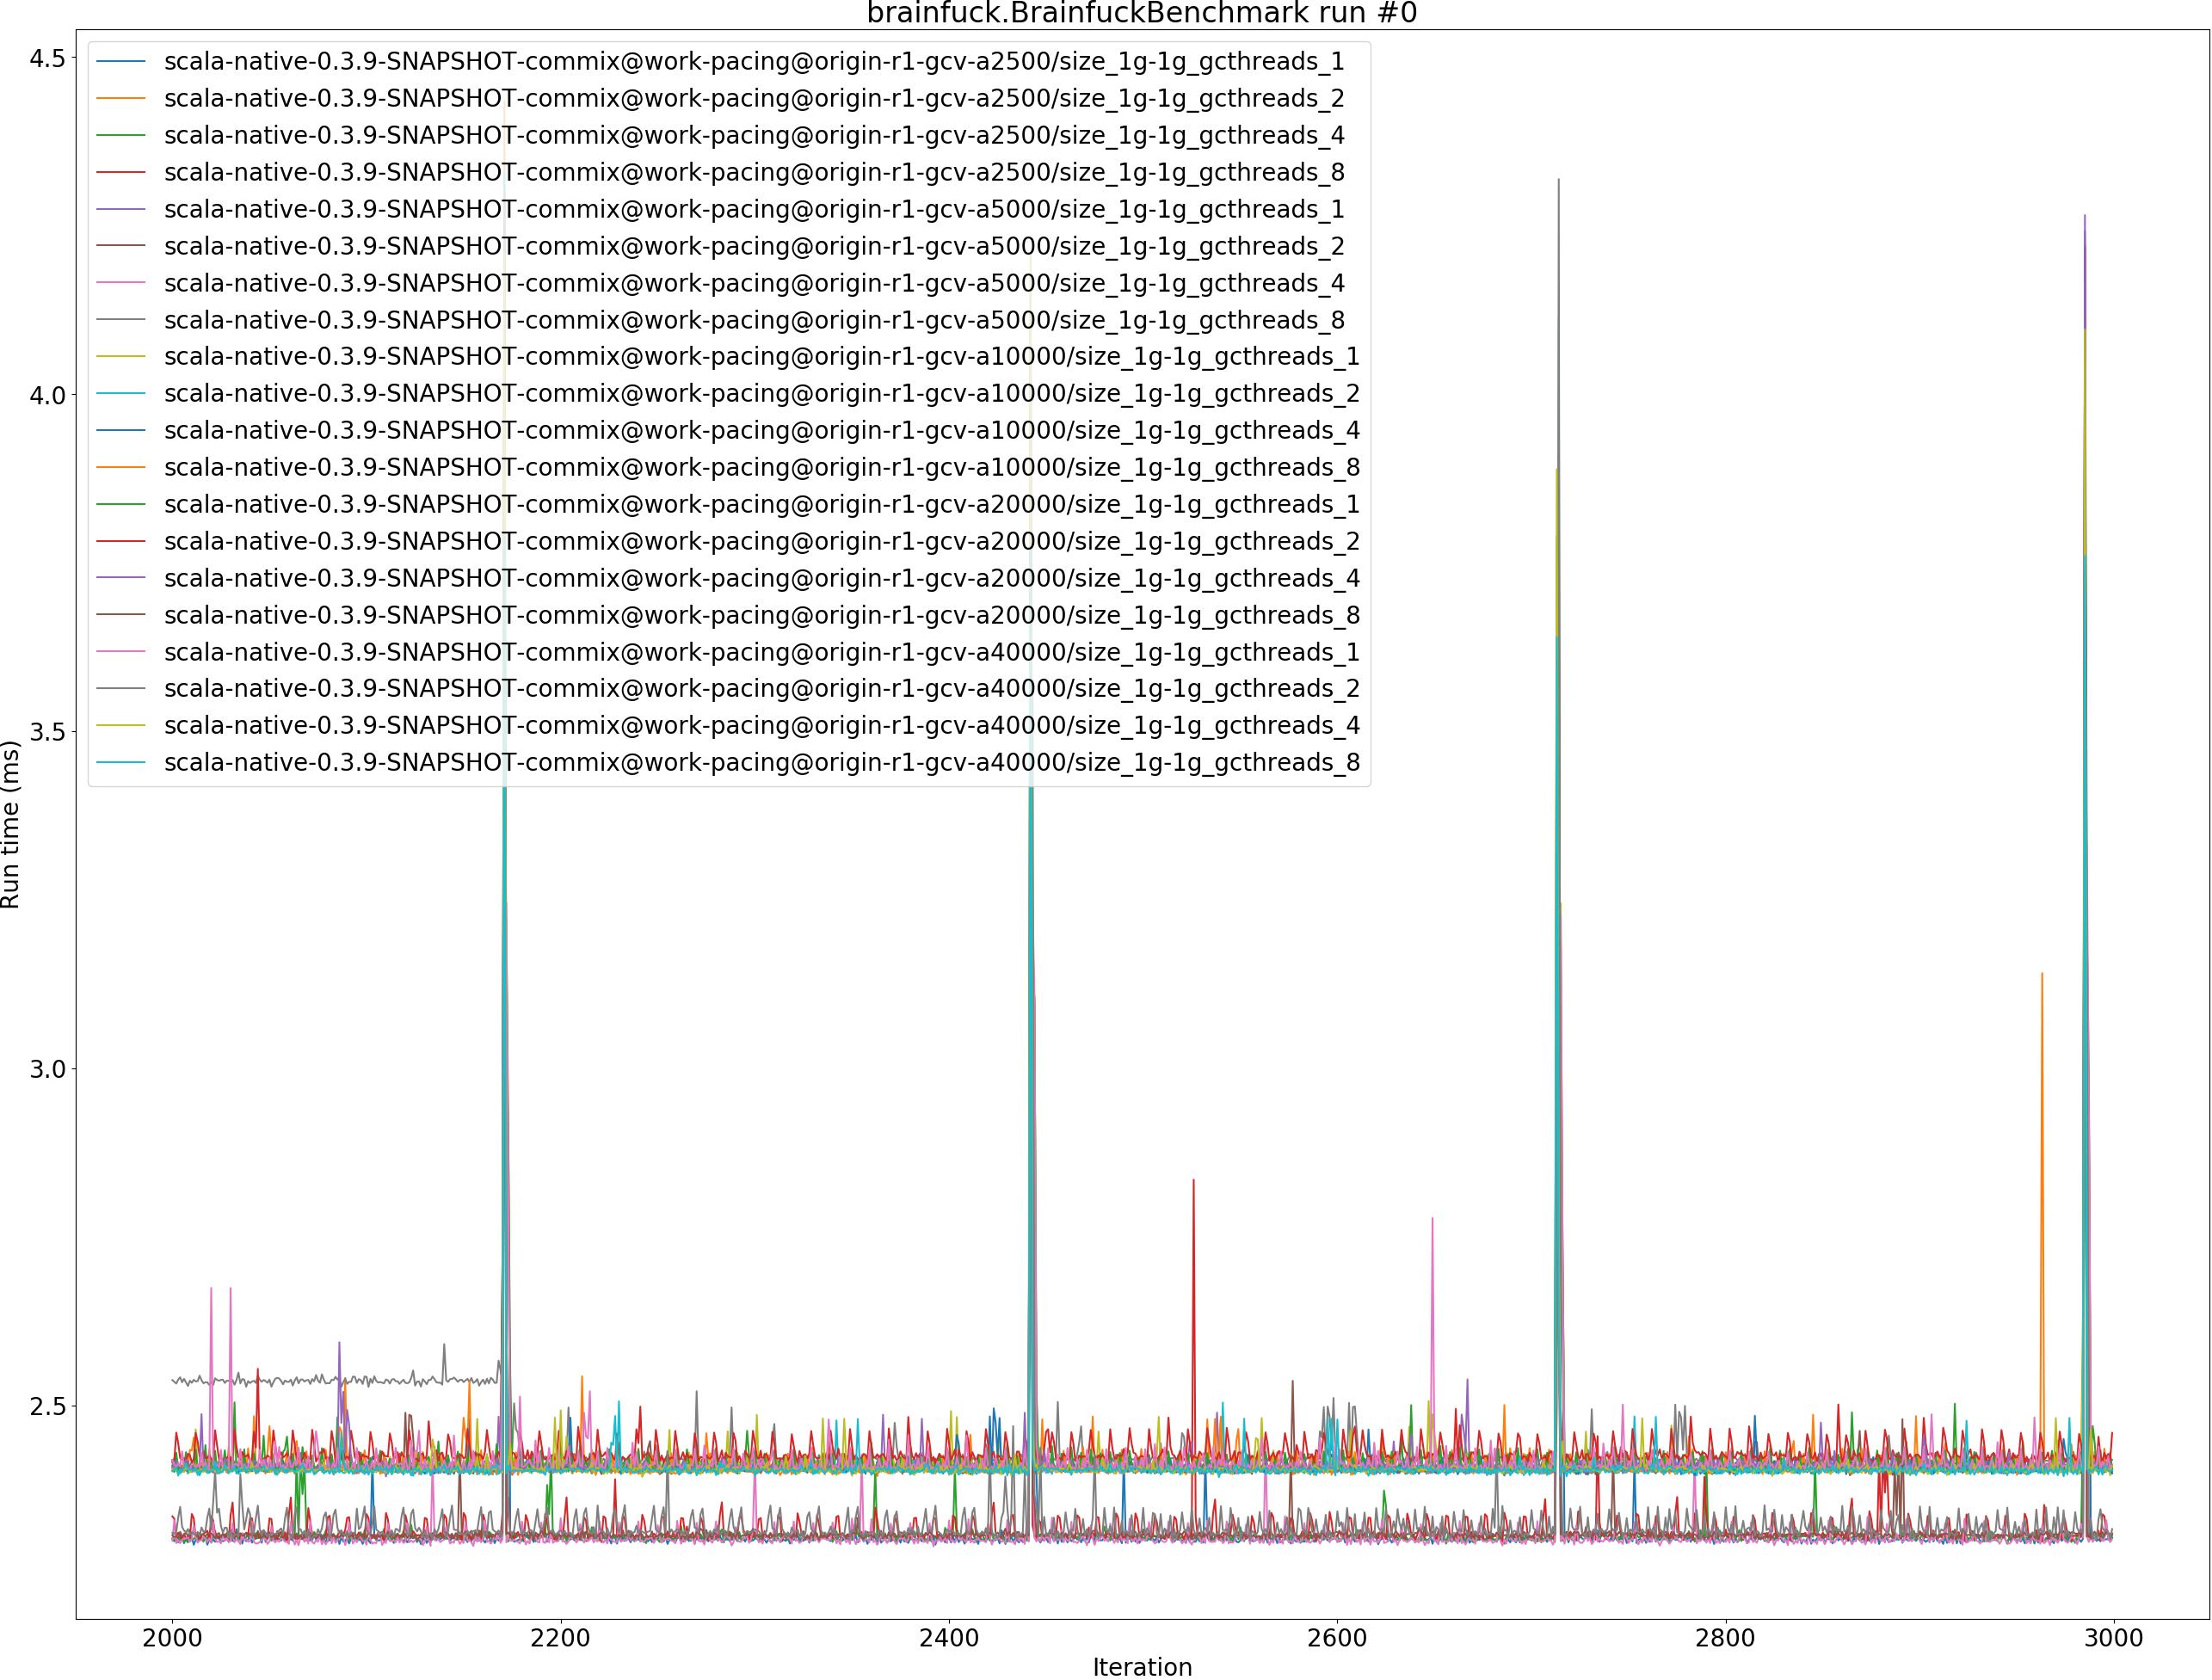 brainfuck.BrainfuckBenchmark run #0
4.5
4.0
3.5
3.0
2.5
Run time (ms)
scala-native-0.3.9-SNAPSHOT-commix@work-pacing@origin-r1-gcv-a2500/size_1g-1g_gcthreads_1
scala-native-0.3.9-SNAPSHOT-commix@work-pacing@origin-r1-gcv-a2500/size_1g-1g_gcthreads_2
scala-native-0.3.9-SNAPSHOT-commix@work-pacing@origin-r1-gcv-a2500/size_1g-1g_gcthreads_4
scala-native-0.3.9-SNAPSHOT-commix@work-pacing@origin-r1-gcv-a2500/size_1g-1g_gcthreads_8
scala-native-0.3.9-SNAPSHOT-commix@work-pacing@origin-r1-gcv-a5000/size_1g-1g_gcthreads_1
scala-native-0.3.9-SNAPSHOT-commix@work-pacing@origin-r1-gcv-a5000/size_1g-1g_gcthreads_2
scala-native-0.3.9-SNAPSHOT-commix@work-pacing@origin-r1-gcv-a5000/size_1g-1g_gcthreads_4
scala-native-0.3.9-SNAPSHOT-commix@work-pacing@origin-r1-gcv-a5000/size_1g-1g_gcthreads_8
scala-native-0.3.9-SNAPSHOT-commix@work-pacing@origin-r1-gcv-a10000/size_1g-1g_gcthreads_1
scala-native-0.3.9-SNAPSHOT-commix@work-pacing@origin-r1-gcv-a10000/size_1g-1g_gcthreads_2
scala-native-0.3.9-SNAPSHOT-commix@work-pacing@origin-r1-gcv-a10000/size_1g-1g_gcthreads_4
scala-native-0.3.9-SNAPSHOT-commix@work-pacing@origin-r1-gcv-a10000/size_1g-1g_gcthreads_8
scala-native-0.3.9-SNAPSHOT-commix@work-pacing@origin-r1-gcv-a20000/size_1g-1g_gcthreads_1
scala-native-0.3.9-SNAPSHOT-commix@work-pacing@origin-r1-gcv-a20000/size_1g-1g_gcthreads_2
scala-native-0.3.9-SNAPSHOT-commix@work-pacing@origin-r1-gcv-a20000/size_1g-1g_gcthreads_4
scala-native-0.3.9-SNAPSHOT-commix@work-pacing@origin-r1-gcv-a20000/size_1g-1g_gcthreads_8
scala-native-0.3.9-SNAPSHOT-commix@work-pacing@origin-r1-gcv-a40000/size_1g-1g_gcthreads_1
scala-native-0.3.9-SNAPSHOT-commix@work-pacing@origin-r1-gcv-a40000/size_1g-1g_gcthreads_2
scala-native-0.3.9-SNAPSHOT-commix@work-pacing@origin-r1-gcv-a40000/size_1g-1g_gcthreads_4
scala-native-0.3.9-SNAPSHOT-commix@work-pacing@origin-r1-gcv-a40000/size_1g-1g_gcthreads_8
2000 2200 2400 2600 2800 3000
Iteration